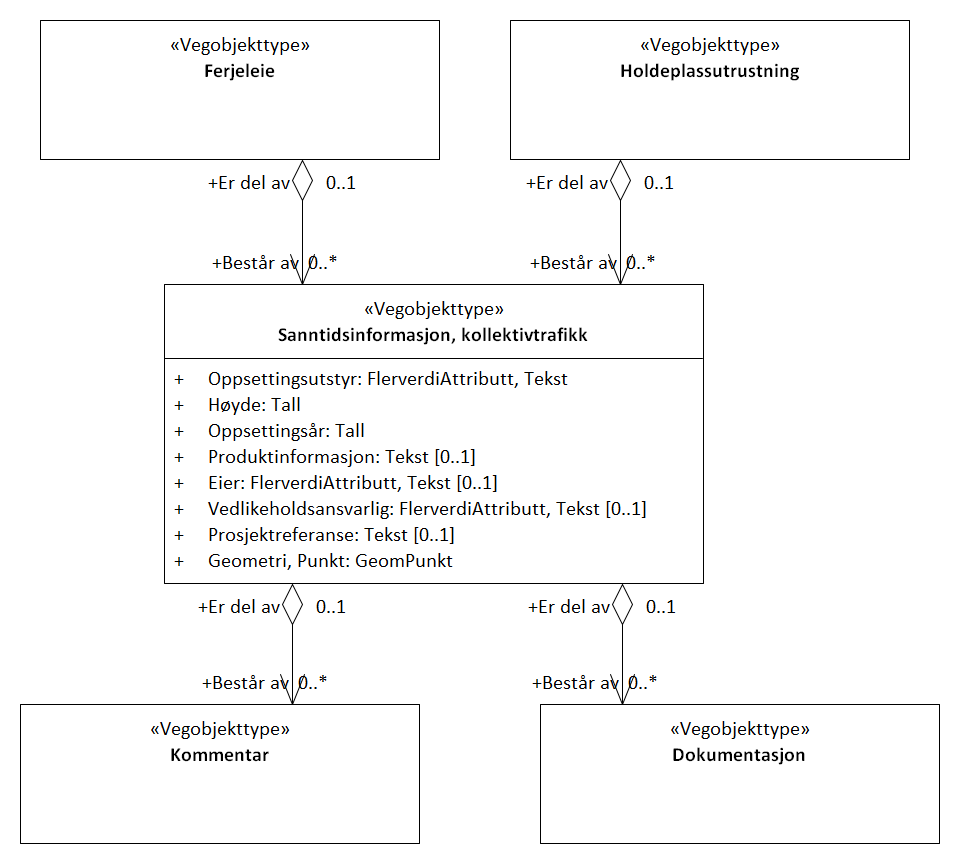 «Vegobjekttype»
Ferjeleie
«Vegobjekttype»
Holdeplassutrustning
+Er del av 0..1
+Er del av 0..1
+Består av 0..*
+Består av 0..*
«Vegobjekttype»
Sanntidsinformasjon, kollektivtrafikk
+ Oppsettingsutstyr: FlerverdiAttributt, Tekst
+ Høyde: Tall
+ Oppsettingsår: Tall
+ Produktinformasjon: Tekst [0..1]
+ Eier: FlerverdiAttributt, Tekst [0..1]
+ Vedlikeholdsansvarlig: FlerverdiAttributt, Tekst [0..1]
+ Prosjektreferanse: Tekst [0..1]
+ Geometri, Punkt: GeomPunkt
+Er del av 0..1
+Er del av 0..1
+Består av 0..*
+Består av 0..*
«Vegobjekttype»
Kommentar
«Vegobjekttype»
Dokumentasjon